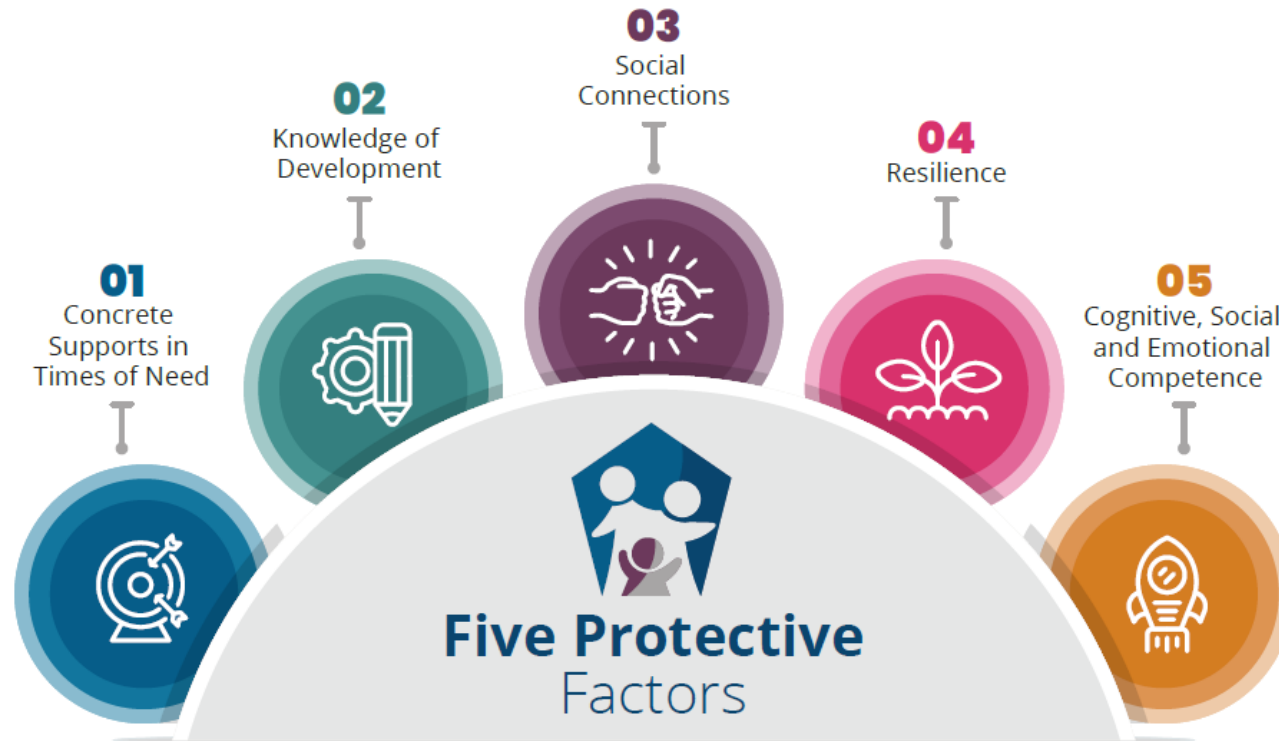 01
Concrete
Supports in
Times of Need
02
Knowledge of
Development
03
Social
Connections
04
Resilience
05
Cognitive, Social
and Emotional
Competence
Five Protective
Factors